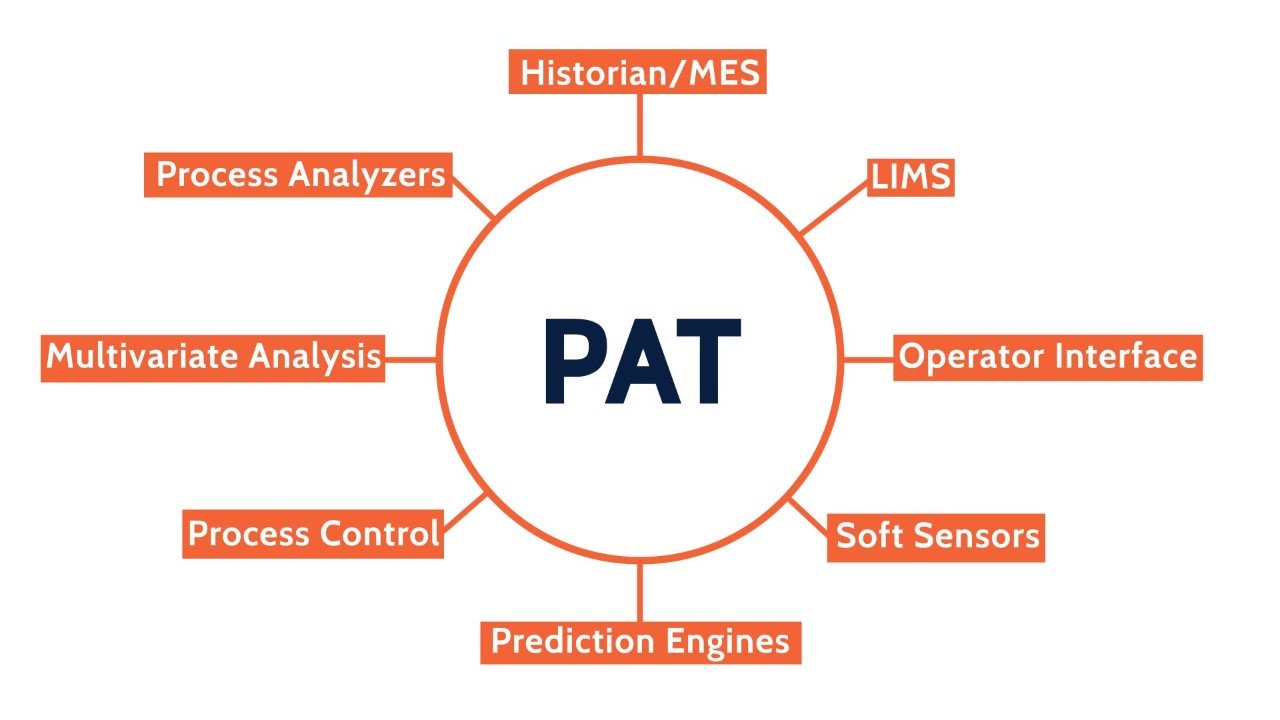 Historian/MES
Process Analyzers
LIMS
Multivariate Analysis
PAT
Operator Interface
Process Control
Soft Sensors
Prediction Engines